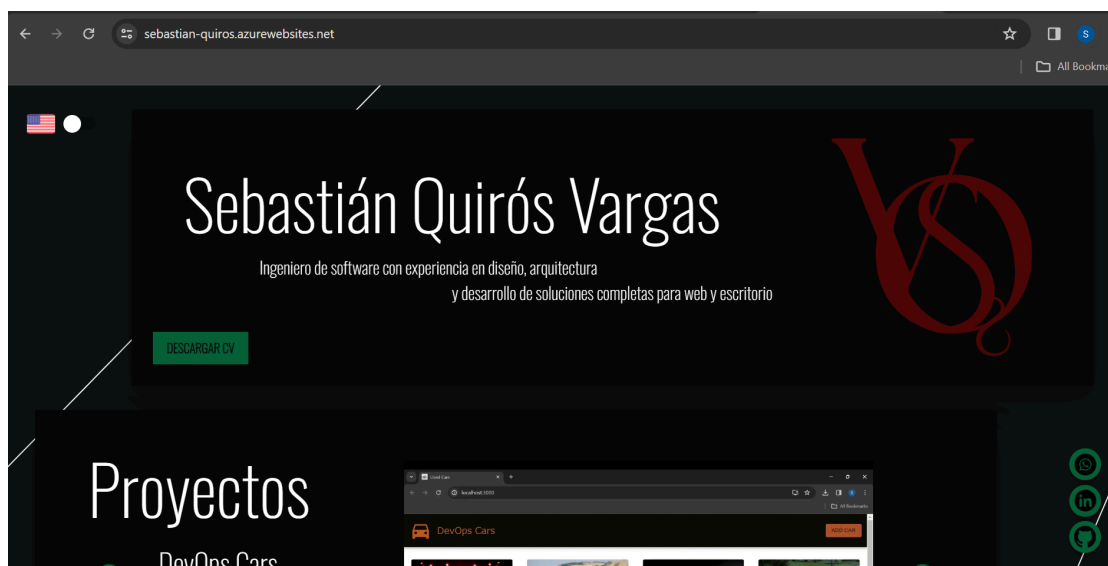 sebastian-quiros.azurewebsites.net
S
All Bookma
Sebastián Quirós Vargas
Ingeniero de software con experiencia en diseño, arquitectura
y desarrollo de soluciones completas para web y escritorio
DESCARGAR CV
Proyectos
DevOps Cars
Used Cars
localhost:3000
All Bookmarks
DevOps Cars
ADD CAR
in